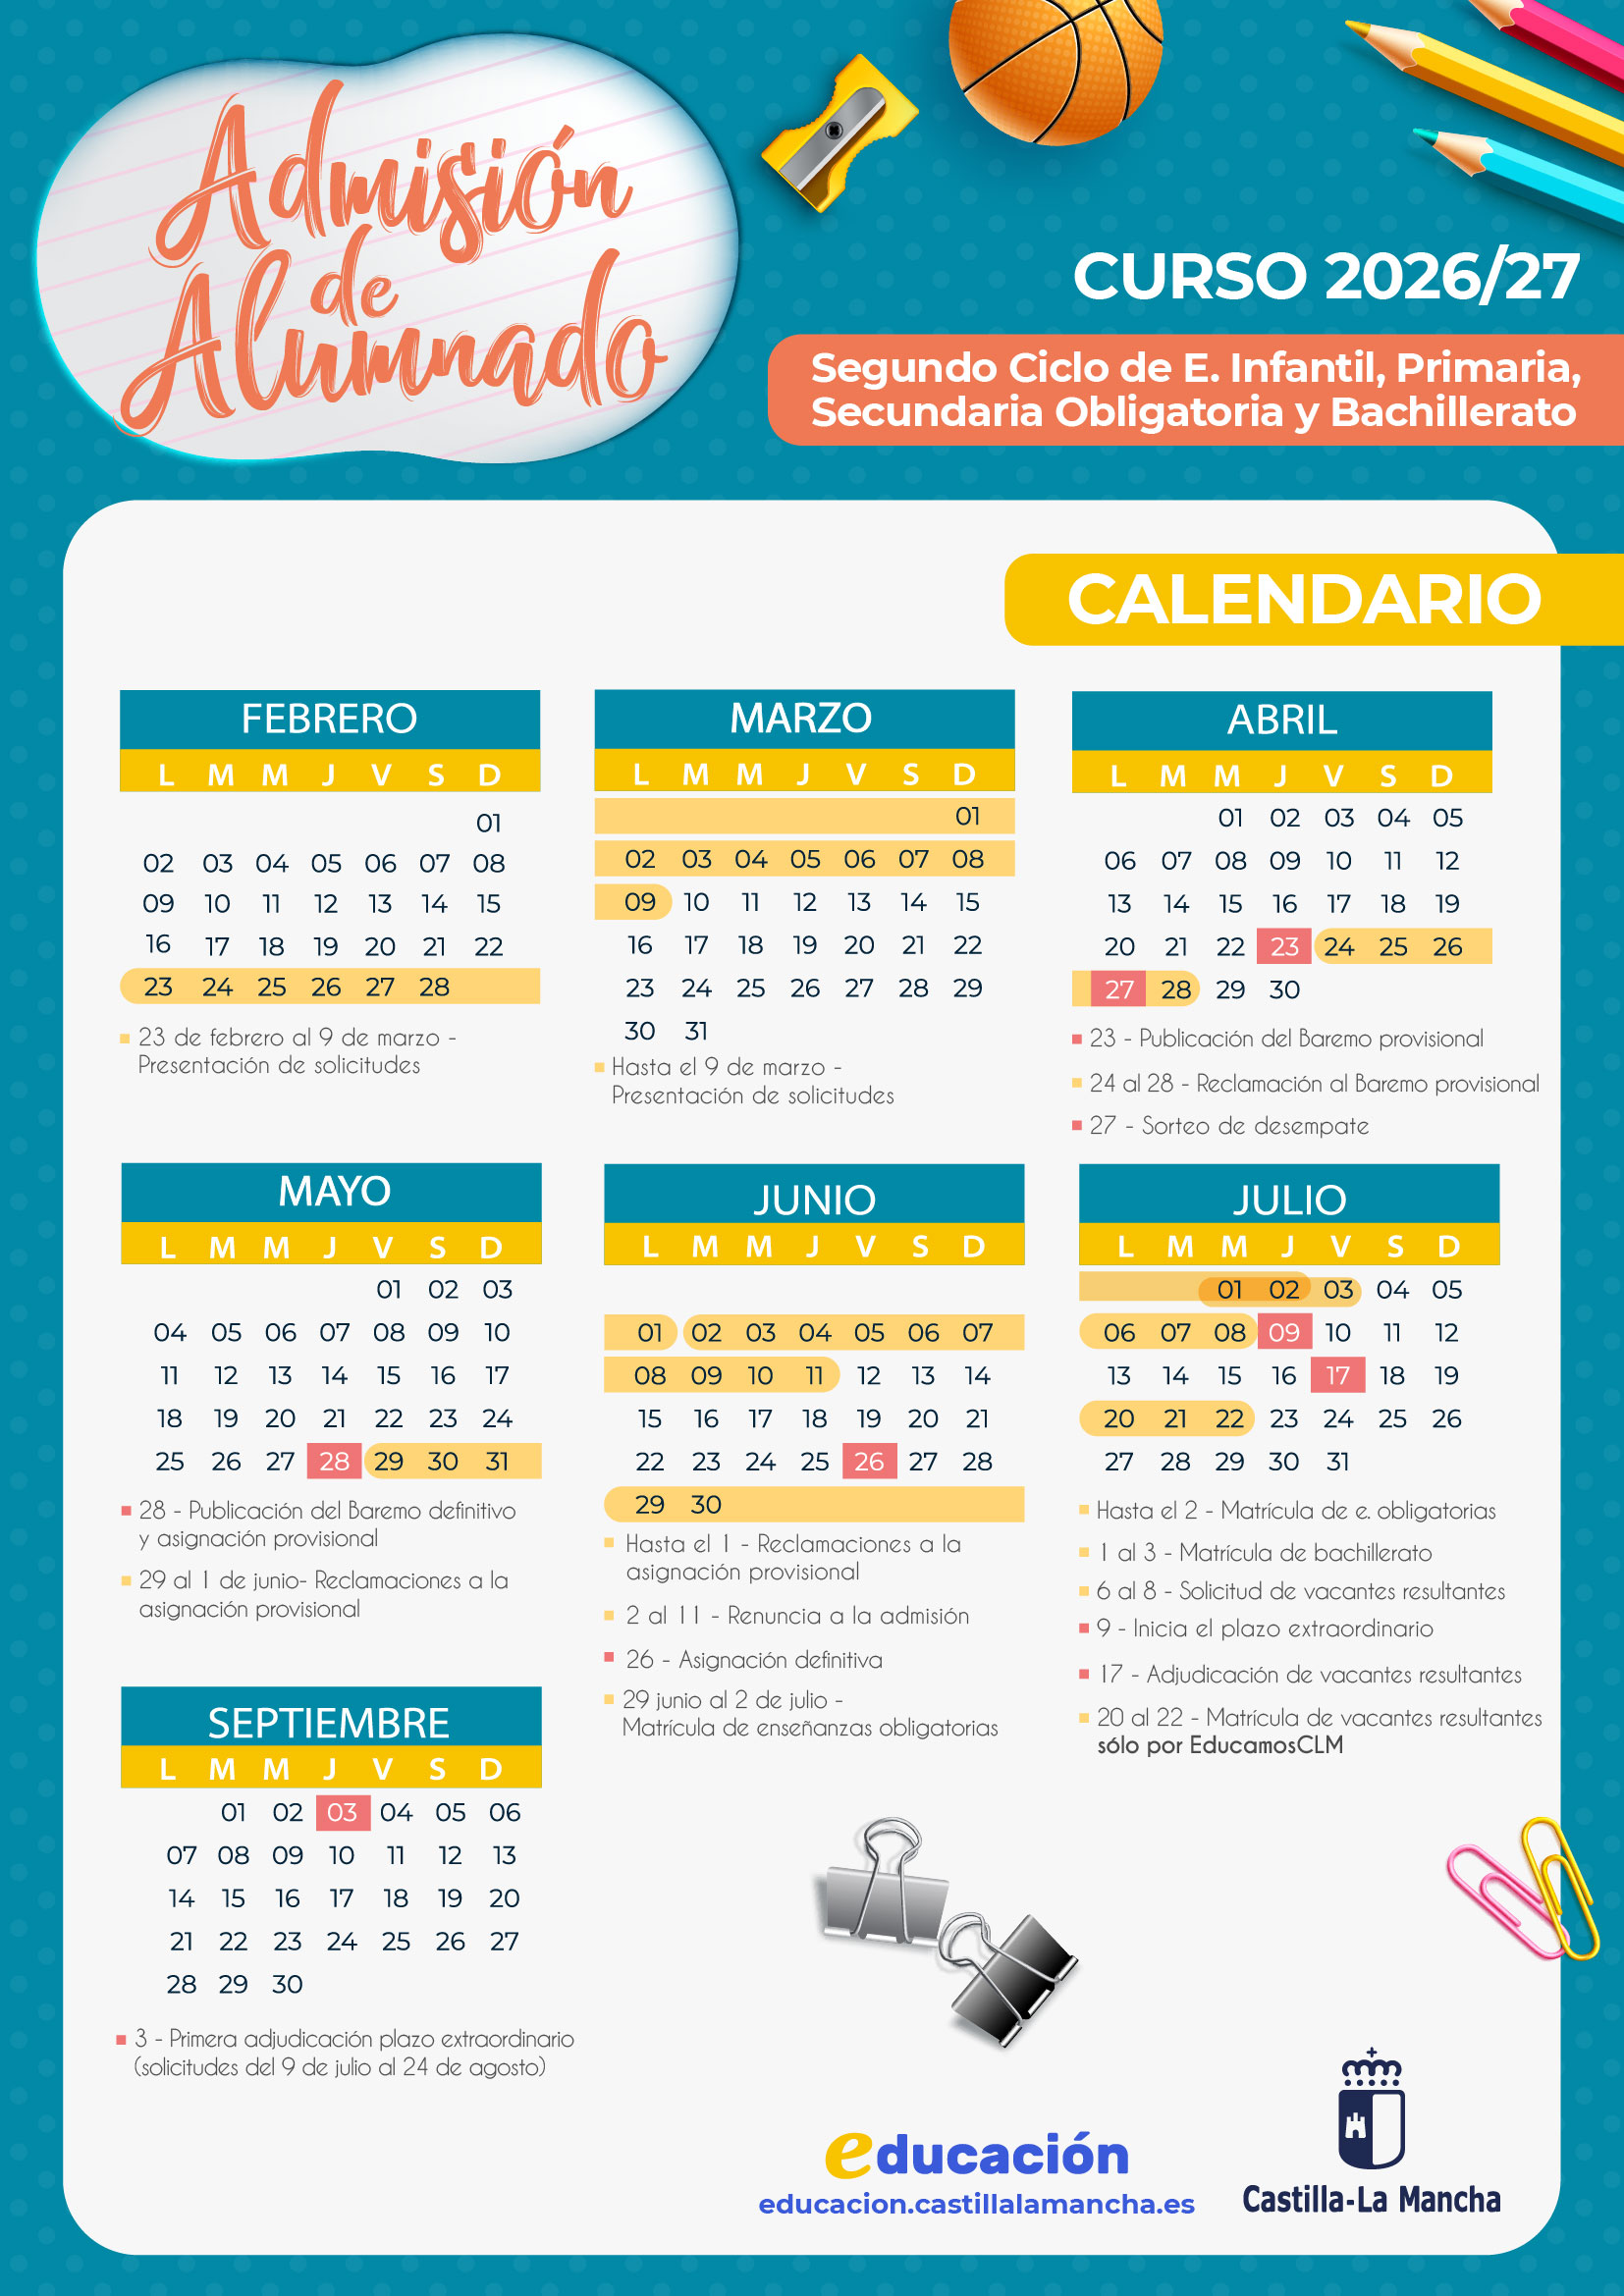 Admisión
de
Alumnado
CURSO 2026/27
Segundo Ciclo de E. Infantil, Primaria,
Secundaria Obligatoria y Bachillerato
CALENDARIO
FEBRERO
L M M J V S D
01
02 03 04 05 06 07 08
09 10 11 12 13 14 15
16 17 18 19 20 21 22
23 24 25 26 27 28
23 de febrero al 9 de marzo -
Presentación de solicitudes
MARZO
L M M J V S D
01
02 03 04 05 06 07 08
09 10 11 12 13 14 15
16 17 18 19 20 21 22
23 24 25 26 27 28 29
30 31
Hasta el 9 de marzo -
Presentación de solicitudes
ABRIL
L M M J V S D
01 02 03 04 05
06 07 08 09 10 11 12
13 14 15 16 17 18 19
20 21 22 23 24 25 26
27 28 29 30
23 - Publicación del Baremo provisional
24 al 28 - Reclamación al Baremo provisional
27 - Sorteo de desempate
MAYO
L M M J V S D
01 02 03
04 05 06 07 08 09 10
11 12 13 14 15 16 17
18 19 20 21 22 23 24
25 26 27 28 29 30 31
28 - Publicación del Baremo definitivo
y asignación provisional
29 al 1 de junio- Reclamaciones a la
asignación provisional
JUNIO
L M M J V S D
01 02 03 04 05 06 07
08 09 10 11 12 13 14
15 16 17 18 19 20 21
22 23 24 25 26 27 28
29 30
Hasta el 1 - Reclamaciones a la
asignación provisional
2 al 11 - Renuncia a la admisión
26 - Asignación definitiva
29 junio al 2 de julio -
Matrícula de enseñanzas obligatorias
JULIO
L M M J V S D
01 02 03 04 05
06 07 08 09 10 11 12
13 14 15 16 17 18 19
20 21 22 23 24 25 26
27 28 29 30 31
Hasta el 2 - Matrícula de e. obligatorias
1 al 3 - Matrícula de bachillerato
6 al 8 - Solicitud de vacantes resultantes
9 - Inicia el plazo extraordinario
17 - Adjudicación de vacantes resultantes
20 al 22 - Matrícula de vacantes resultantes
sólo por EducamosCLM
SEPTIEMBRE
L M M J V S D
01 02 03 04 05 06
07 08 09 10 11 12 13
14 15 16 17 18 19 20
21 22 23 24 25 26 27
28 29 30
3 - Primera adjudicación plazo extraordinario
(solicitudes del 9 de julio al 24 de agosto)
educación
educacion.castillalamancha.es
Castilla-La Mancha